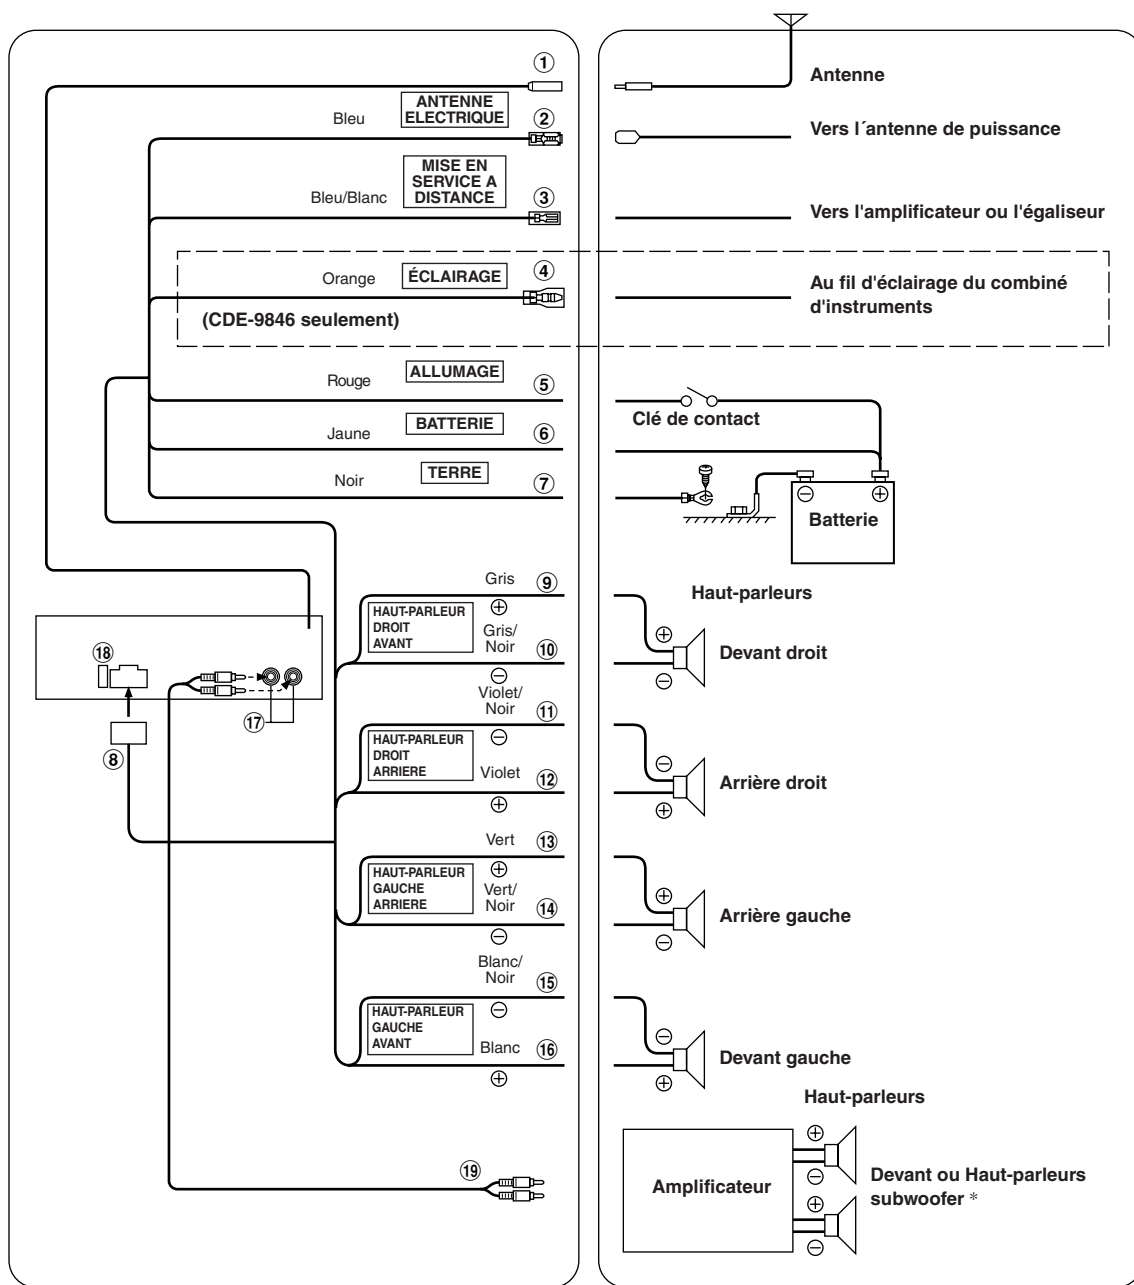 ①
Antenne
ANTENNE
ELECTRIQUE
②
Bleu
Vers l´antenne de puissance
MISE EN
SERVICE A
DISTANCE
③
Bleu/Blanc
Vers l'amplificateur ou l'égaliseur
Orange
ÉCLAIRAGE
④
Au fil d'éclairage du combiné
d'instruments
(CDE-9846 seulement)
Rouge
ALLUMAGE
⑤
Clé de contact
Jaune
BATTERIE
⑥
Noir
TERRE
⑦
⊖ ⊕
Batterie
Gris
⑨
Haut-parleurs
HAUT-PARLEUR
DROIT
AVANT
⊕
Gris/
Noir
⑩
⊖
⊕
Devant droit
⊖
⑱
⑰
⑧
Violet/
Noir
⑪
HAUT-PARLEUR
DROIT
ARRIERE
⊖
Violet
⑫
⊕
⊖
Arrière droit
⊕
Vert
⑬
HAUT-PARLEUR
GAUCHE
ARRIERE
⊕
Vert/
Noir
⑭
⊖
⊕
Arrière gauche
⊖
Blanc/
Noir
⑮
HAUT-PARLEUR
GAUCHE
AVANT
⊖
Blanc
⑯
⊕
⊖
Devant gauche
⊕
Haut-parleurs
⑲
Amplificateur
⊕
⊖
⊕
⊖
Devant ou Haut-parleurs
subwoofer *